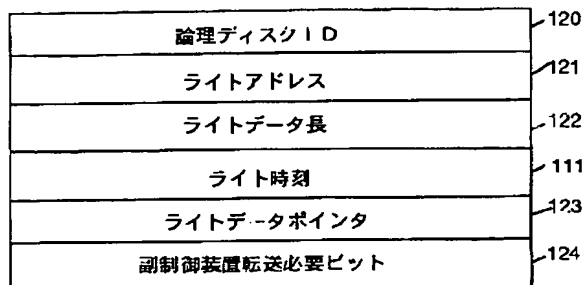 論理ディスクID 120
ライトアドレス 121
ライトデータ長 122
ライト時刻 111
ライトデータポインタ 123
副制御装置転送必要ビット 124